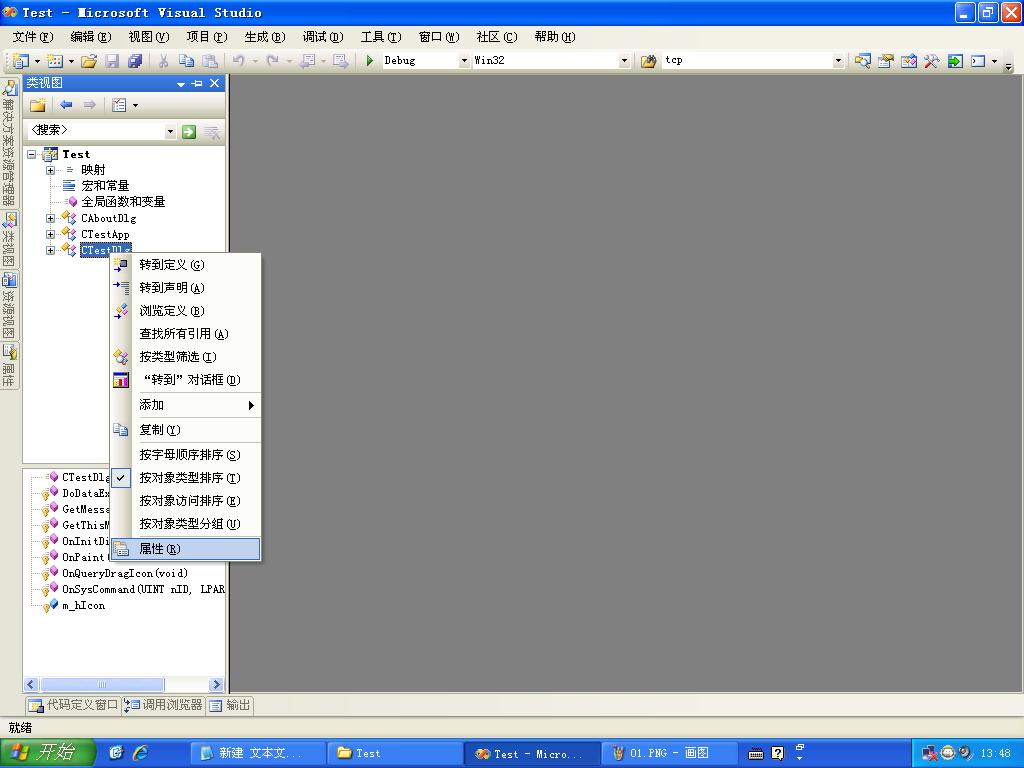 Test - Microsoft Visual Studio
文件(F) 编辑(E) 视图(V) 项目(P) 生成(B) 调试(D) 工具(T) 窗口(W) 社区(C) 帮助(H)
Debug Win32 tcp
类视图
<搜索>
解决方案资源管理器
类视图
资源视图
属性
Test
映射
宏和常量
全局函数和变量
CAboutDlg
CTestApp
CTestDlg
转到定义(G)
转到声明(A)
浏览定义(B)
查找所有引用(A)
按类型筛选(I)
“转到”对话框(D)
添加
复制(Y)
按字母顺序排序(S)
按对象类型排序(T)
按对象访问排序(E)
按对象类型分组(U)
属性(R)
CTestDlg
DoDataEx
GetMessa
GetThisM
OnInitDi
OnPaint(
OnQueryDragIcon(void)
OnSysCommand(UINT nID, LPAR
m_hIcon
代码定义窗口 调用浏览器 输出
就绪
开始 新建 文本文... Test Test - Micro... 01.PNG - 画图 13:48